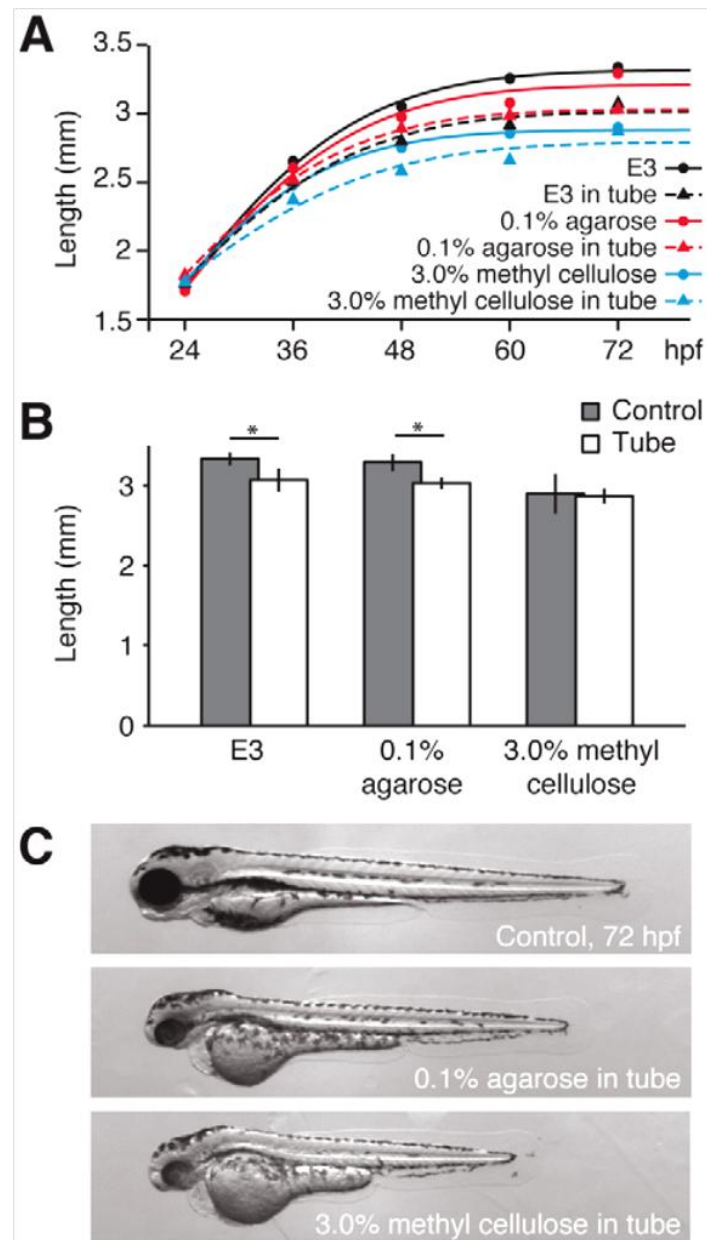 A
3.5
3
2.5
2
1.5
Length (mm)
24 36 48 60 72 hpf
E3
E3 in tube
0.1% agarose
0.1% agarose in tube
3.0% methyl cellulose
3.0% methyl cellulose in tube
B
Control
Tube
* *
3
2
1
0
Length (mm)
E3 0.1% 3.0% methyl
agarose cellulose
C
Control, 72 hpf
0.1% agarose in tube
3.0% methyl cellulose in tube